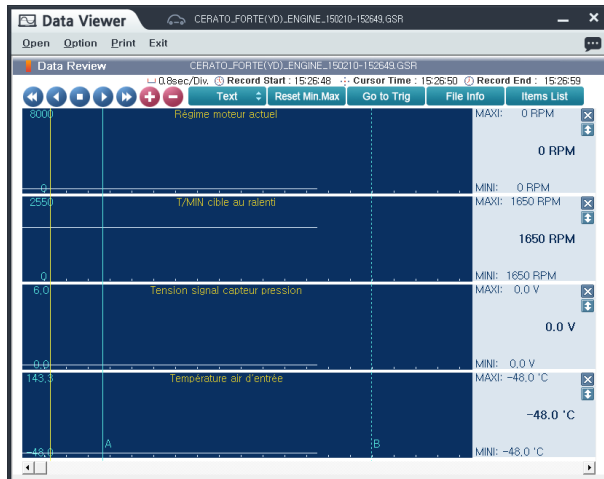 Data Viewer CERATO_FORTE(YD)_ENGINE_150210-152649.GSR
Open Option Print Exit
Data Review CERATO_FORTE(YD)_ENGINE_150210-152649.GSR
0.8sec/Div. Record Start : 15:26:48 Cursor Time : 15:26:50 Record End : 15:26:59
Text Reset Min.Max Go to Trig File Info Items List
8000 Régime moteur actuel MAXI: 0 RPM
0 RPM
0 MINI: 0 RPM
2550 T/MIN cible au ralenti MAXI: 1650 RPM
1650 RPM
0 MINI: 1650 RPM
6,0 Tension signal capteur pression MAXI: 0,0 V
0.0 V
0,0 MINI: 0,0 V
143,3 Température air d'entrée MAXI: -48.0 °C
-48.0 °C
A B
-48,0 MINI: -48,0 °C